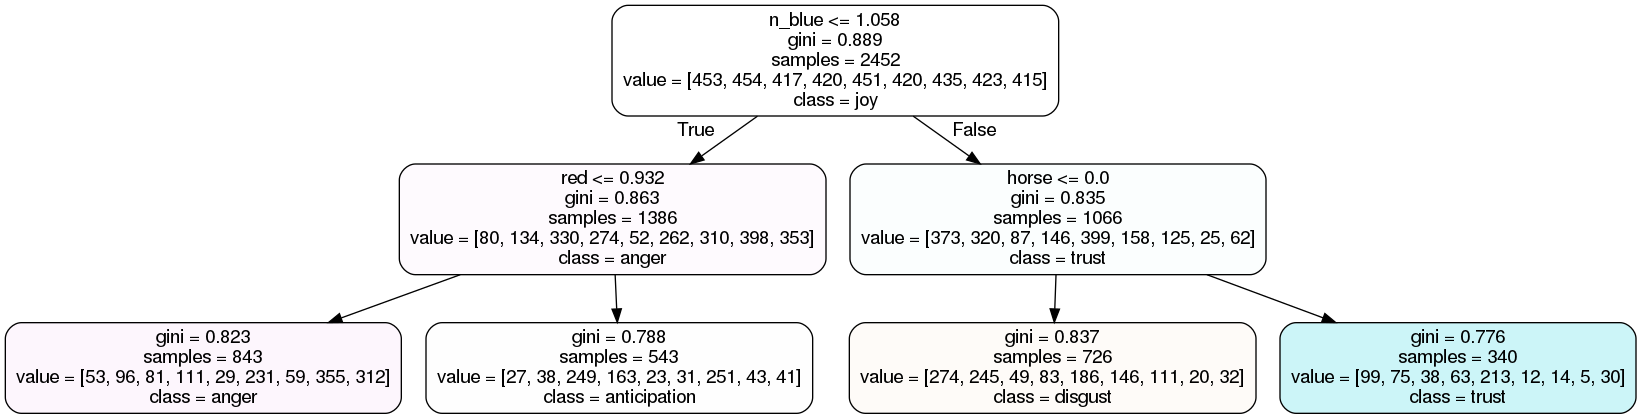 n_blue <= 1.058
gini = 0.889
samples = 2452
value = [453, 454, 417, 420, 451, 420, 435, 423, 415]
class = joy
True
False
red <= 0.932
gini = 0.863
samples = 1386
value = [80, 134, 330, 274, 52, 262, 310, 398, 353]
class = anger
horse <= 0.0
gini = 0.835
samples = 1066
value = [373, 320, 87, 146, 399, 158, 125, 25, 62]
class = trust
gini = 0.823
samples = 843
value = [53, 96, 81, 111, 29, 231, 59, 355, 312]
class = anger
gini = 0.788
samples = 543
value = [27, 38, 249, 163, 23, 31, 251, 43, 41]
class = anticipation
gini = 0.837
samples = 726
value = [274, 245, 49, 83, 186, 146, 111, 20, 32]
class = disgust
gini = 0.776
samples = 340
value = [99, 75, 38, 63, 213, 12, 14, 5, 30]
class = trust